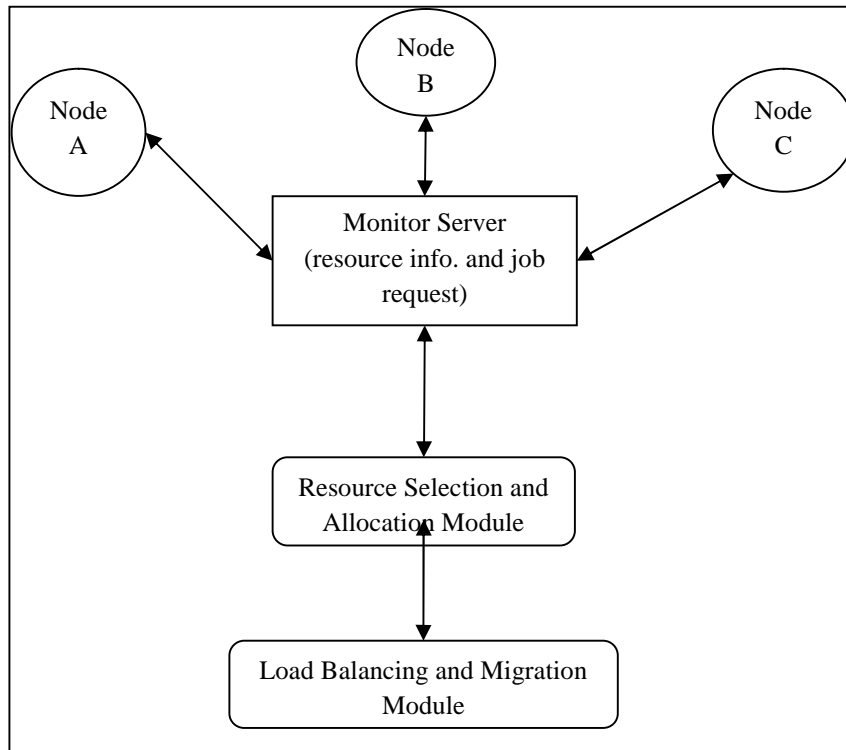 Node
B
Node
A
Node
C
Monitor Server
(resource info. and job
request)
Resource Selection and
Allocation Module
Load Balancing and Migration
Module